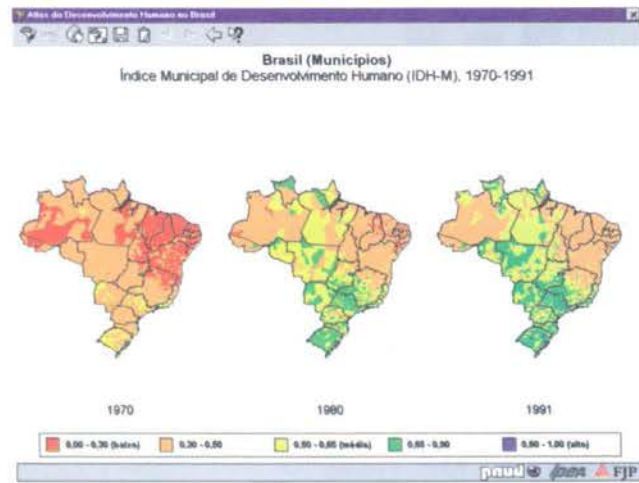 Atlas do Desenvolvimento Humano no Brasil
Brasil (Municípios)
Índice Municipal de Desenvolvimento Humano (IDH-M), 1970-1991
1970 1980 1991
0,00 - 0,30 (baixo) 0,30 - 0,50 0,50 - 0,65 (médio) 0,65 - 0,80 0,80 - 1,00 (alto)
pnud ipea FJP